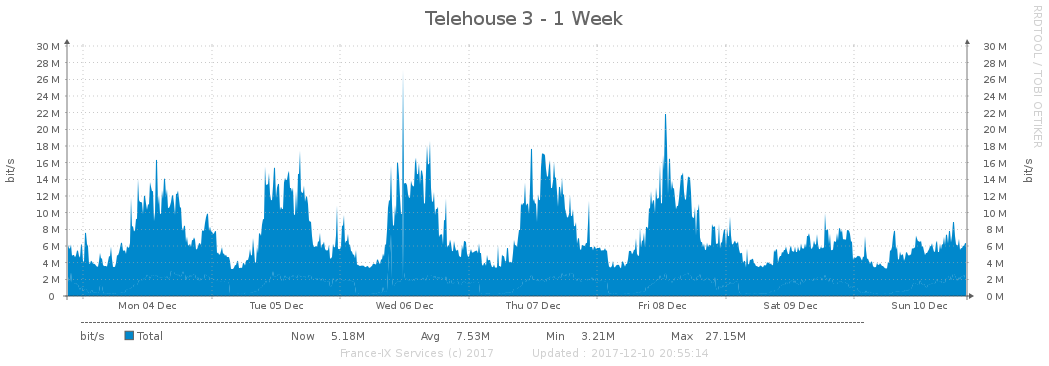 Telehouse 3 - 1 Week
RRDTOOL / TOBI OETIKER
30 M 30 M
28 M 28 M
26 M 26 M
24 M 24 M
22 M 22 M
20 M 20 M
18 M 18 M
16 M 16 M
14 M 14 M
12 M 12 M
10 M 10 M
8 M 8 M
6 M 6 M
4 M 4 M
2 M 2 M
0 0 M
bit/s bit/s
Mon 04 Dec Tue 05 Dec Wed 06 Dec Thu 07 Dec Fri 08 Dec Sat 09 Dec Sun 10 Dec
bit/s Total Now 5.18M Avg 7.53M Min 3.21M Max 27.15M
France-IX Services (c) 2017 Updated : 2017-12-10 20:55:14